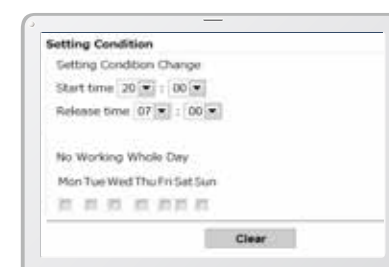 Setting Condition
Setting Condition Change
Start time 20 : 00
Release time 07 : 00
No Working Whole Day
Mon Tue Wed Thu Fri Sat Sun
Clear